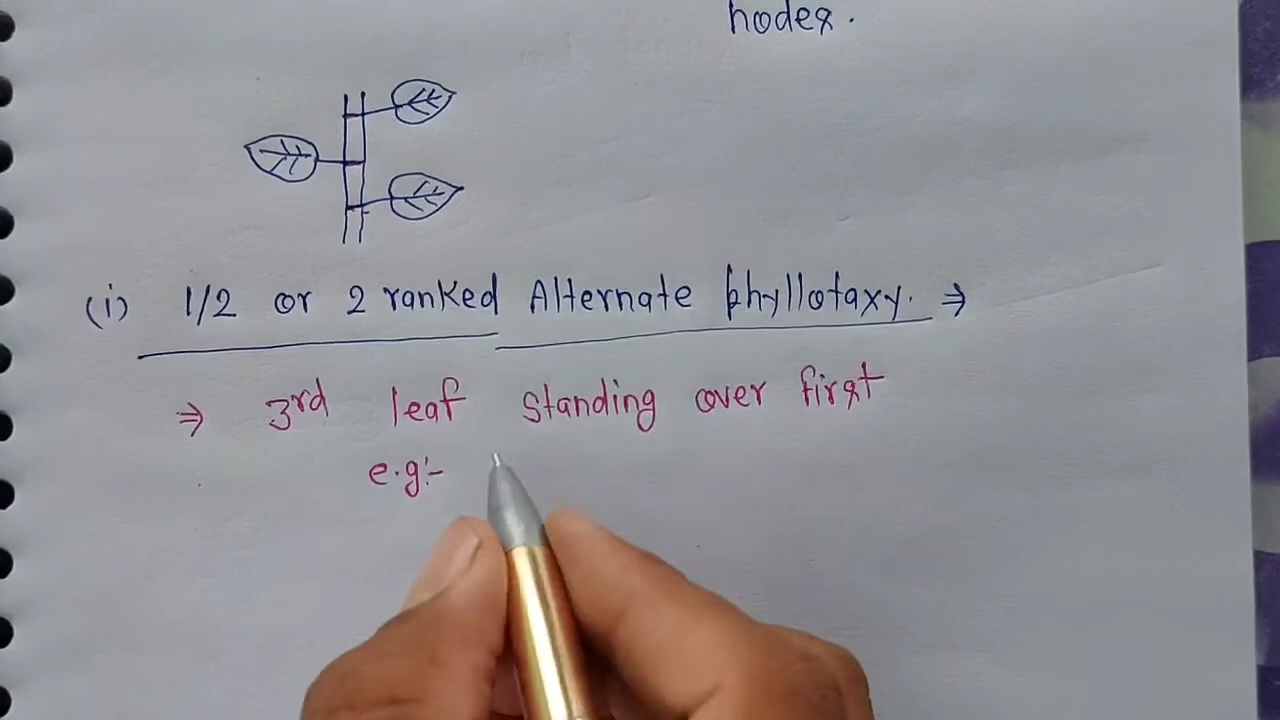 nodes.
(i) 1/2 or 2 ranked Alternate phyllotaxy. ⇒
⇒ 3rd leaf standing over first
e.g:-